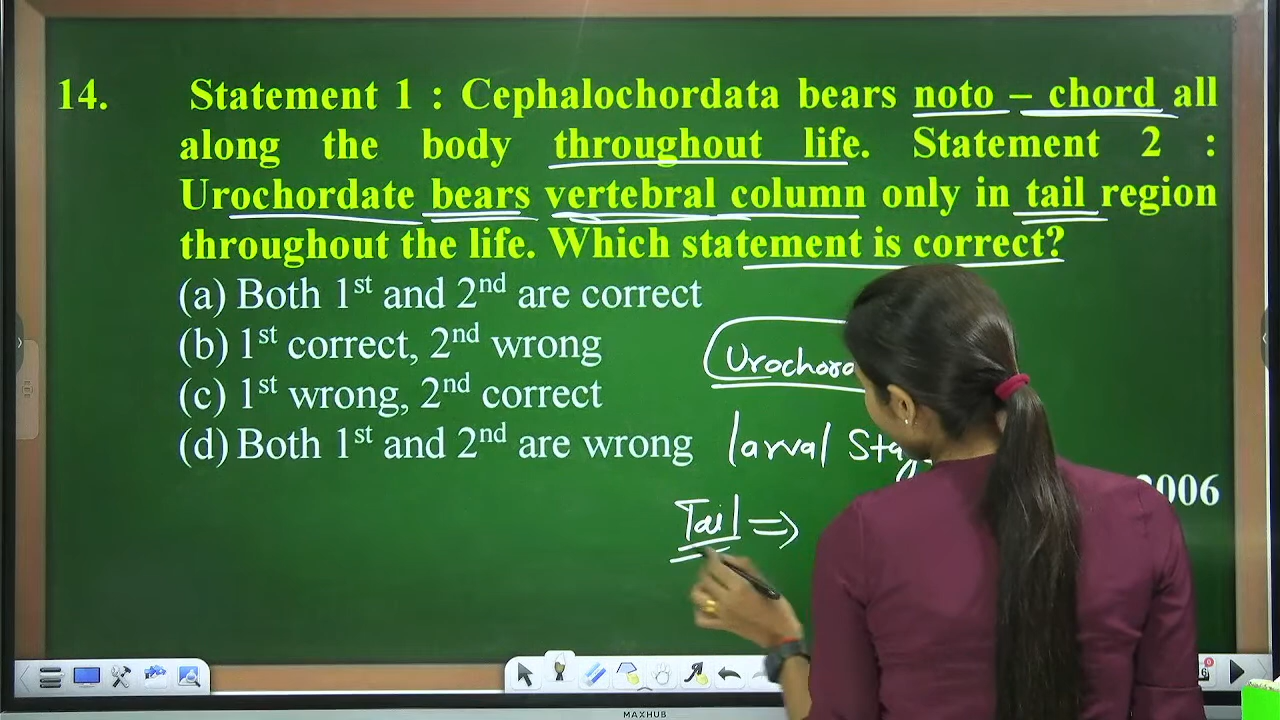 14. Statement 1 : Cephalochordata bears noto – chord all
along the body throughout life. Statement 2 :
Urochordate bears vertebral column only in tail region
throughout the life. Which statement is correct?
(a) Both 1st and 2nd are correct
(b) 1st correct, 2nd wrong
(c) 1st wrong, 2nd correct
(d) Both 1st and 2nd are wrong
larval
Tail ⇒
MAXHUB